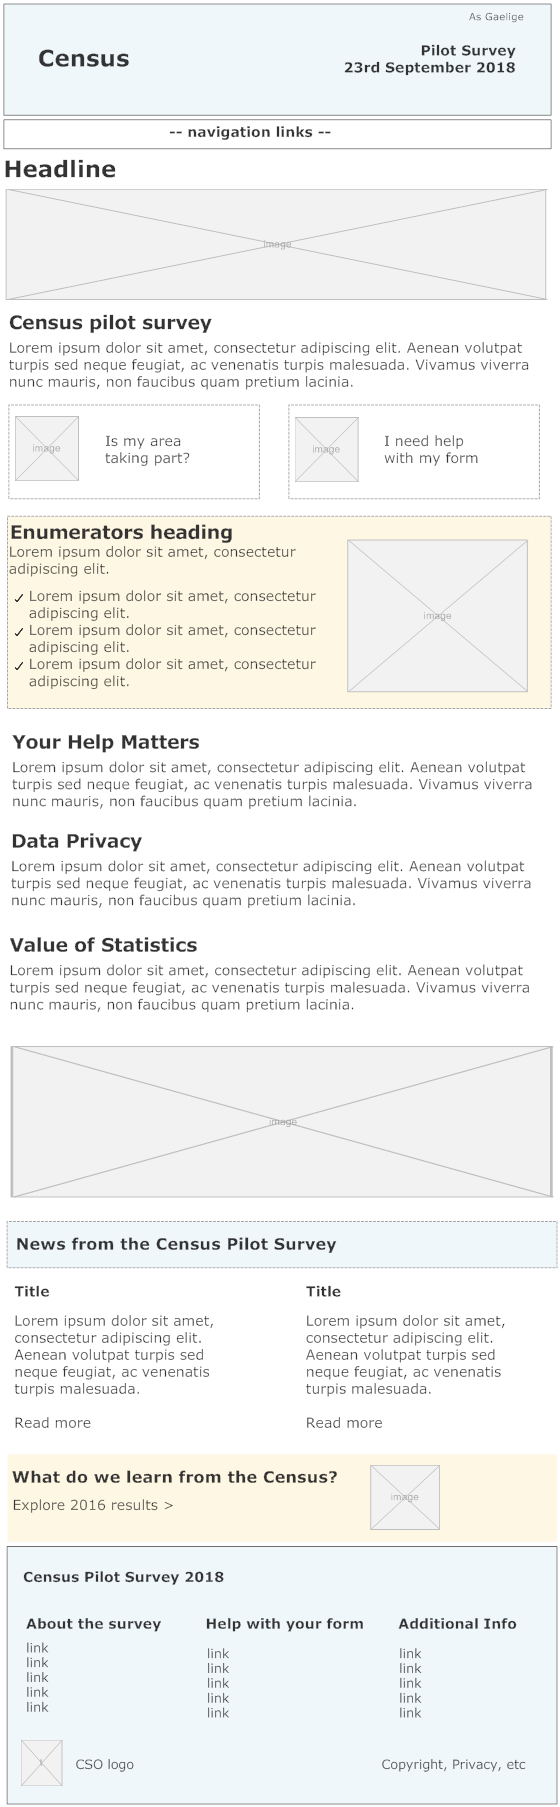 As Gaelige
Census
Pilot Survey
23rd September 2018
-- navigation links --
Headline
image
Census pilot survey
Lorem ipsum dolor sit amet, consectetur adipiscing elit. Aenean volutpat
turpis sed neque feugiat, ac venenatis turpis malesuada. Vivamus viverra
nunc mauris, non faucibus quam pretium lacinia.
image
Is my area
taking part?
image
I need help
with my form
Enumerators heading
Lorem ipsum dolor sit amet, consectetur
adipiscing elit.
✓ Lorem ipsum dolor sit amet, consectetur
adipiscing elit.
✓ Lorem ipsum dolor sit amet, consectetur
adipiscing elit.
✓ Lorem ipsum dolor sit amet, consectetur
adipiscing elit.
image
Your Help Matters
Lorem ipsum dolor sit amet, consectetur adipiscing elit. Aenean volutpat
turpis sed neque feugiat, ac venenatis turpis malesuada. Vivamus viverra
nunc mauris, non faucibus quam pretium lacinia.
Data Privacy
Lorem ipsum dolor sit amet, consectetur adipiscing elit. Aenean volutpat
turpis sed neque feugiat, ac venenatis turpis malesuada. Vivamus viverra
nunc mauris, non faucibus quam pretium lacinia.
Value of Statistics
Lorem ipsum dolor sit amet, consectetur adipiscing elit. Aenean volutpat
turpis sed neque feugiat, ac venenatis turpis malesuada. Vivamus viverra
nunc mauris, non faucibus quam pretium lacinia.
image
News from the Census Pilot Survey
Title
Lorem ipsum dolor sit amet,
consectetur adipiscing elit.
Aenean volutpat turpis sed
neque feugiat, ac venenatis
turpis malesuada.
Read more
Title
Lorem ipsum dolor sit amet,
consectetur adipiscing elit.
Aenean volutpat turpis sed
neque feugiat, ac venenatis
turpis malesuada.
Read more
What do we learn from the Census?
Explore 2016 results >
image
Census Pilot Survey 2018
About the survey
link
link
link
link
link
Help with your form
link
link
link
link
link
Additional Info
link
link
link
link
link
CSO logo
Copyright, Privacy, etc